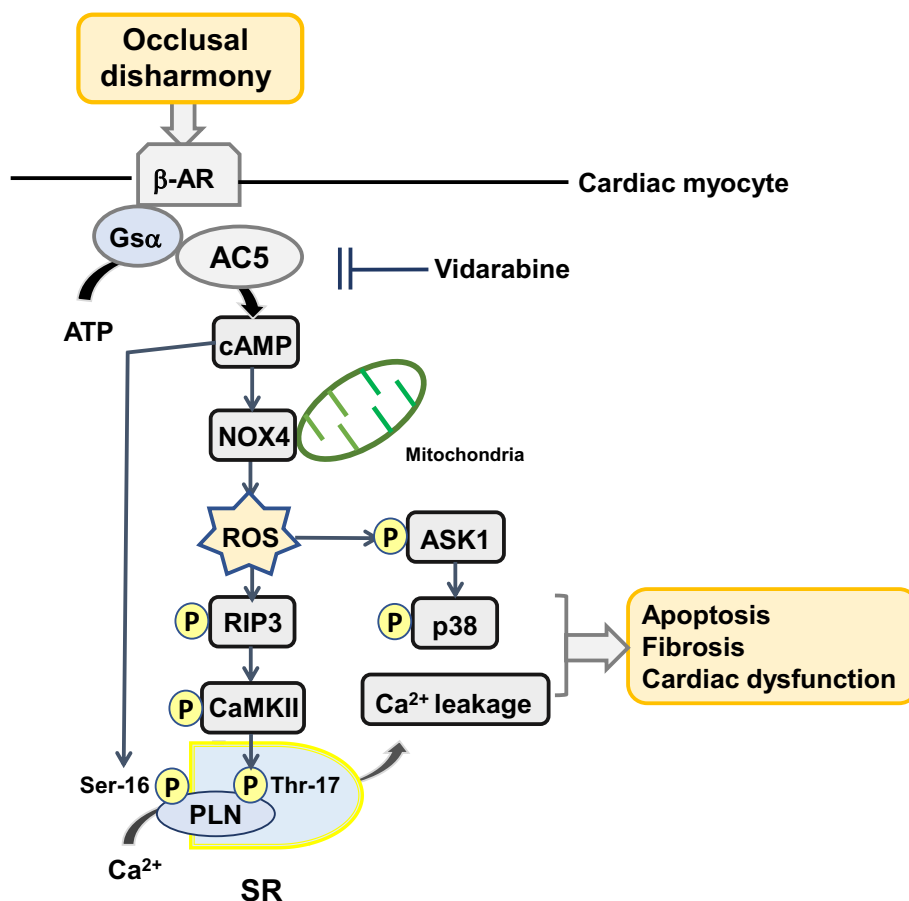 Occlusal
disharmony
β-AR
Cardiac myocyte
Gsα
AC5
Vidarabine
ATP
cAMP
NOX4
Mitochondria
ROS
P
ASK1
P
RIP3
P
p38
Apoptosis
Fibrosis
Cardiac dysfunction
P
CaMKII
Ca²⁺ leakage
Ser-16
P
P
Thr-17
PLN
Ca²⁺
SR